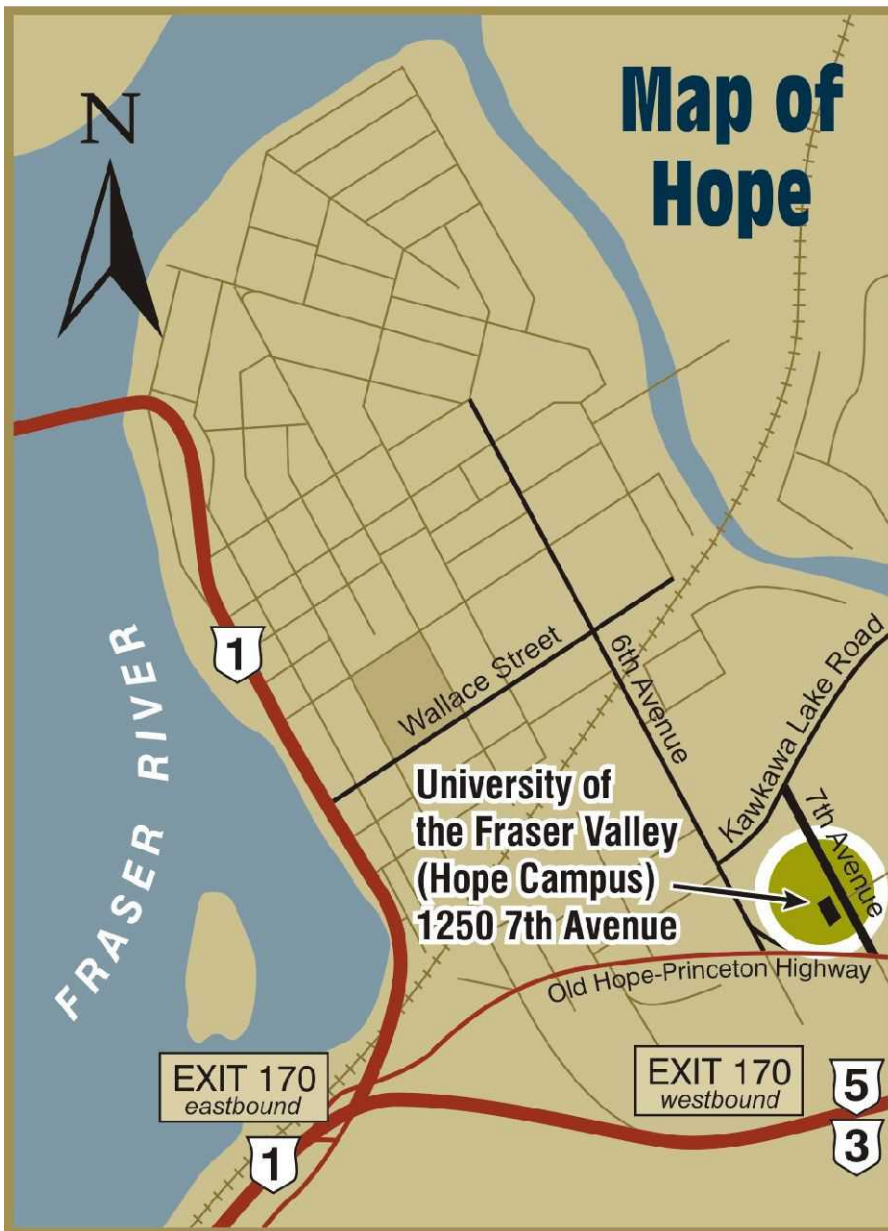 Map of
Hope
N
1
FRASER RIVER
Wallace Street
6th Avenue
Kawkawa Lake Road
7th Avenue
University of
the Fraser Valley
(Hope Campus)
1250 7th Avenue
Old Hope-Princeton Highway
EXIT 170
eastbound
EXIT 170
westbound
5
3
1